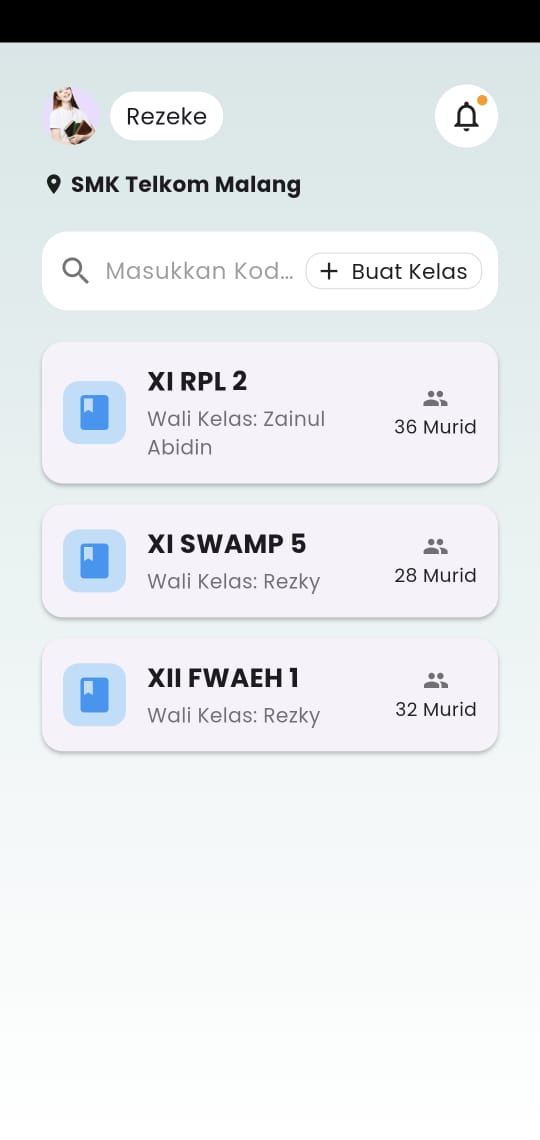 Rezeke
SMK Telkom Malang
Masukkan Kod...
+ Buat Kelas
XI RPL 2
Wali Kelas: Zainul
Abidin
36 Murid
XI SWAMP 5
Wali Kelas: Rezky
28 Murid
XII FWAEH 1
Wali Kelas: Rezky
32 Murid